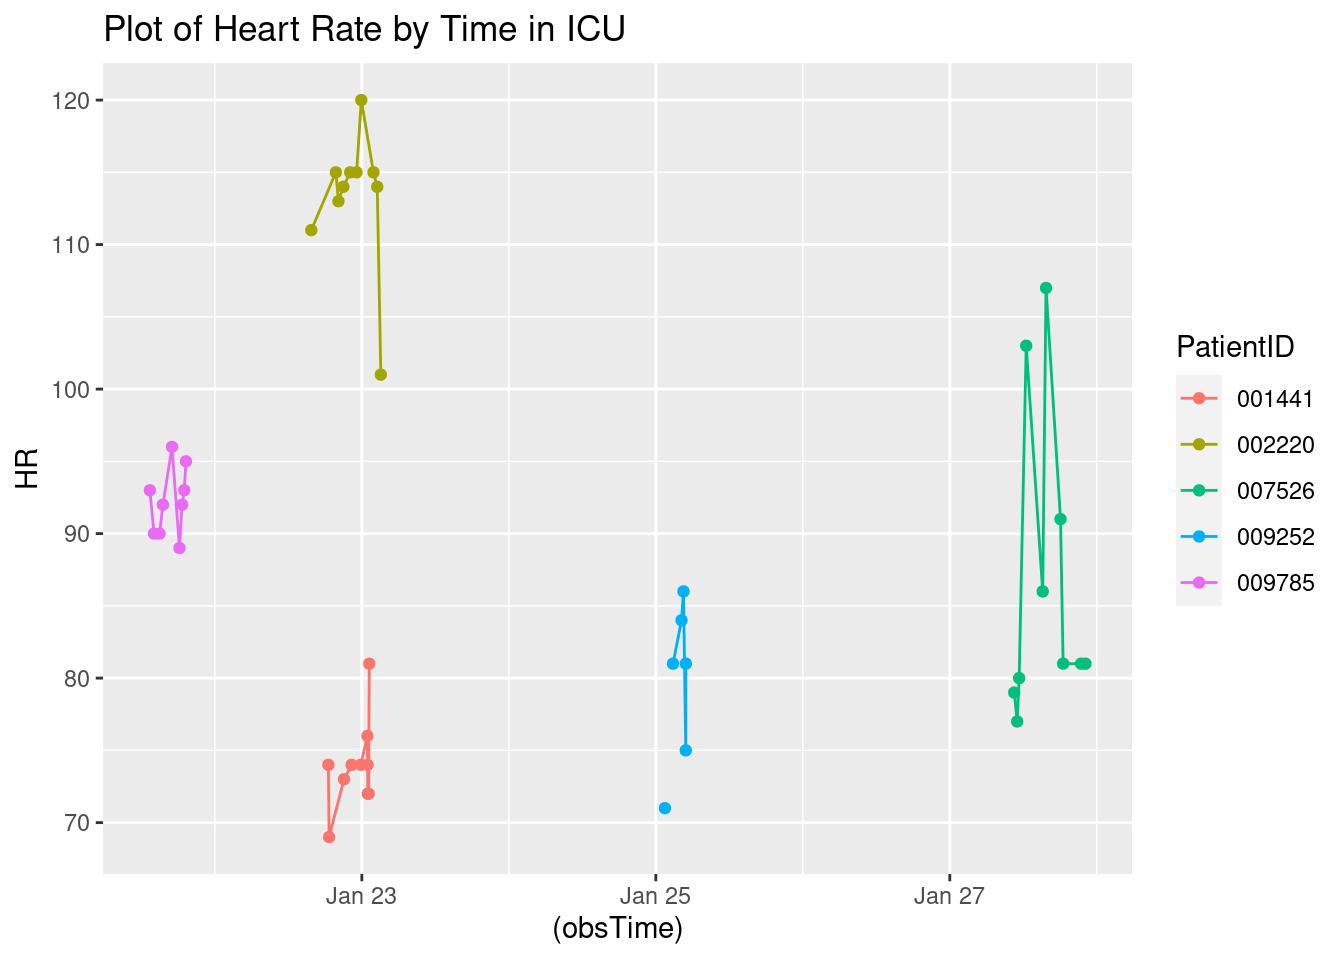 Plot of Heart Rate by Time in ICU
120
110
100
90
80
70
HR
Jan 23
Jan 25
Jan 27
(obsTime)
PatientID
001441
002220
007526
009252
009785